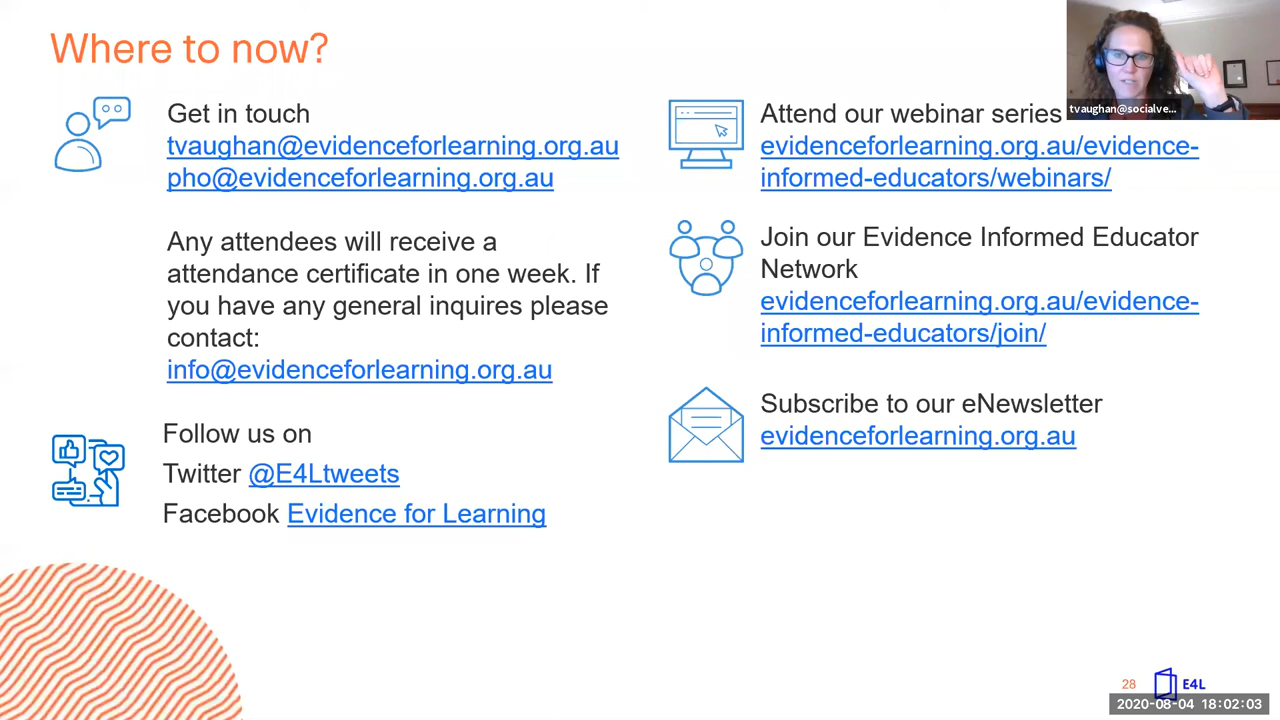 Where to now?
Get in touch
tvaughan@evidenceforlearning.org.au
pho@evidenceforlearning.org.au
Any attendees will receive a
attendance certificate in one week. If
you have any general inquires please
contact:
info@evidenceforlearning.org.au
Follow us on
Twitter @E4Ltweets
Facebook Evidence for Learning
Attend our webinar series
evidenceforlearning.org.au/evidence-
informed-educators/webinars/
Join our Evidence Informed Educator
Network
evidenceforlearning.org.au/evidence-
informed-educators/join/
Subscribe to our eNewsletter
evidenceforlearning.org.au
tvaughan@socialve...
28
E4L
2020-08-04 18:02:03